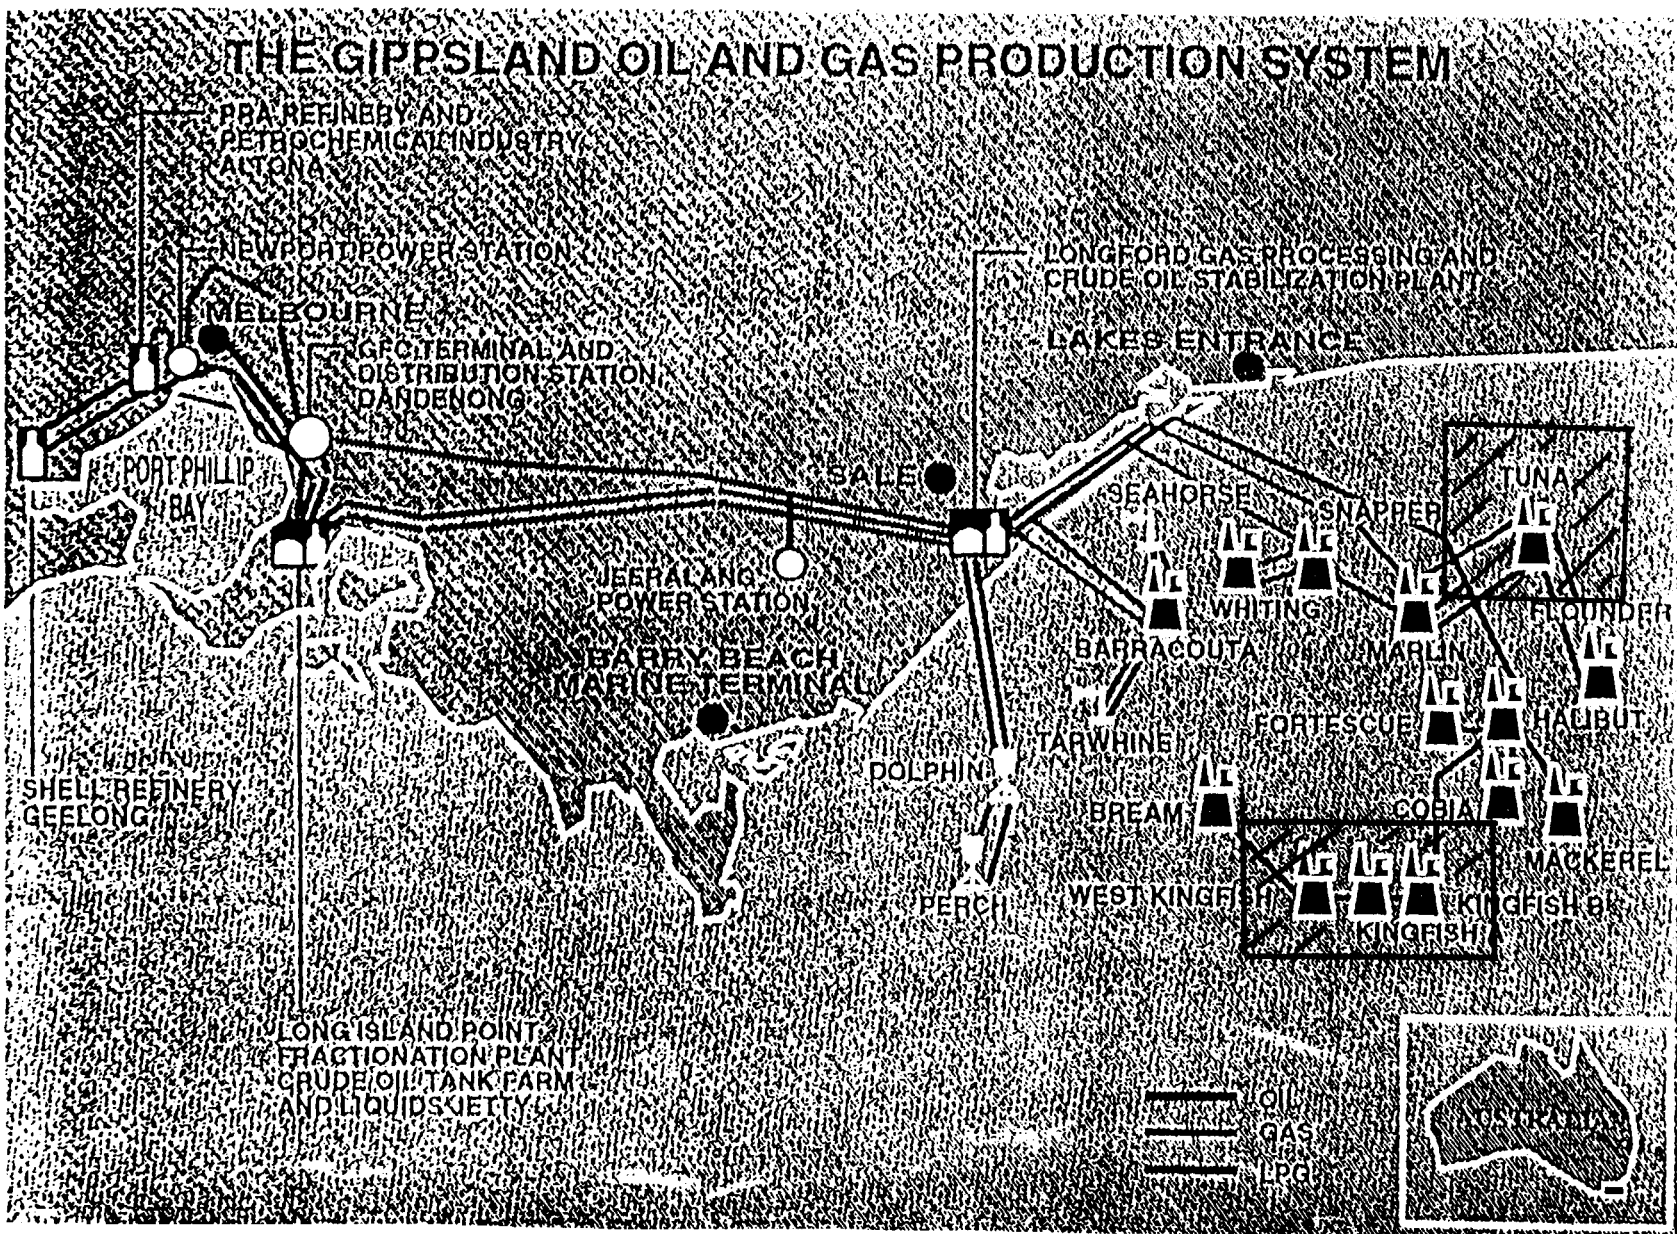 THE GIPPSLAND OIL AND GAS PRODUCTION SYSTEM
PRA REFINERY AND
PETROCHEMICAL INDUSTRY
ALTONA
NEWPORT POWER STATION
MELBOURNE
GFC TERMINAL AND
DISTRIBUTION STATION
DANDENONG
LONGFORD GAS PROCESSING AND
CRUDE OIL STABILIZATION PLANT
LAKES ENTRANCE
PORT PHILLIP
BAY
SALE
SEAHORSE
SNAPPER
TUNA
JEERALANG
POWER STATION
WHITING
FLOUNDER
BARRACOUTA
MARLIN
BARRY BEACH
MARINE TERMINAL
FORTESCUE
HALIBUT
TARWHINE
DOLPHIN
SHELL REFINERY
GEELONG
BREAM
COBIA
MACKEREL
PERCH
WEST KINGFISH
KINGFISH B
KINGFISH A
LONG ISLAND POINT
FRACTIONATION PLANT
CRUDE OIL TANK FARM
AND LIQUIDS JETTY
OIL
GAS
LPG
AUSTRALIA